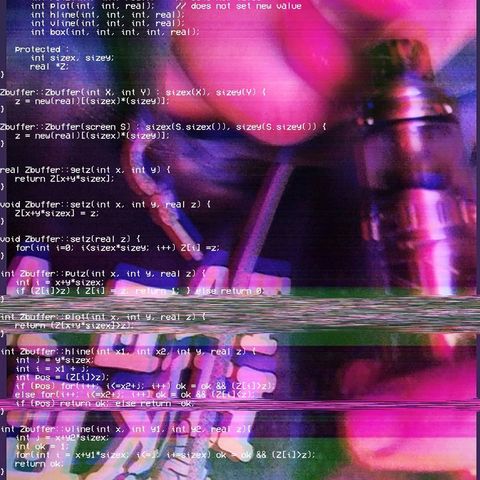 int plot(int, int, real);    // does not set new value
int hline(int, int, int, real);
int vline(int, int, int, real);
int box(int, int, int, int, real);
protected:
int sizex, sizey;
real *Z;
}
Zbuffer::Zbuffer(int X, int Y) : sizex(X), sizey(Y) {
z = new(real)[(sizex)*(sizey)];
}
Zbuffer::Zbuffer(screen S) : sizex(S.sizex()), sizey(S.sizey()) {
z = new(real)[(sizex)*(sizey)];
}
real Zbuffer::getz(int x, int y) {
return Z[x+y*sizex];
}
void Zbuffer::setz(int x, int y, real z) {
Z[x+y*sizex] = z;
}
void Zbuffer::setz(real z) {
for(int i=0; i<sizex*sizey; i++) Z[i] =z;
}
int Zbuffer::putz(int x, int y, real z) {
int i = x+y*sizex;
if (Z[i]>z) { Z[i] = z, return 1; } else return 0;
}
int Zbuffer::plot(int x, int y, real z) {
return (Z[x+y*sizex]>z);
}
int Zbuffer::hline(int x1, int x2, int y, real z) {
int j = y*sizex;
int i = x1 + j;
int pos = (Z[i]>z);
if (pos) for(i++; i<=x2+j; i++) ok = ok && (Z[i]>z);
else for(i++; i<=x2+j; i++) ok = ok && (Z[i]<z);
if (pos) return ok; else return -ok;
}
int Zbuffer::vline(int x, int y1, int y2, real z){
int j = x+y2*sizex;
int ok = 1;
for(int i = x+y1*sizex; i<=j; i+=sizex) ok = ok && (Z[i]>z);
return ok;
}